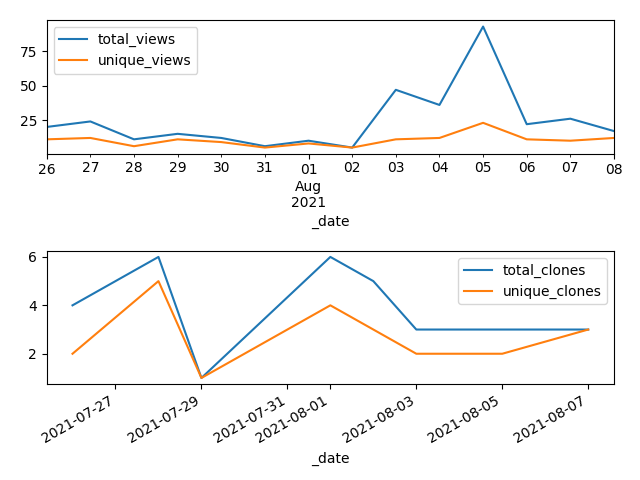 total_views
unique_views
75
50
25
26 27 28 29 30 31 01 02 03 04 05 06 07 08
Aug
2021
_date
total_clones
unique_clones
6
4
2
2021-07-27 2021-07-29 2021-07-31 2021-08-01 2021-08-03 2021-08-05 2021-08-07
_date